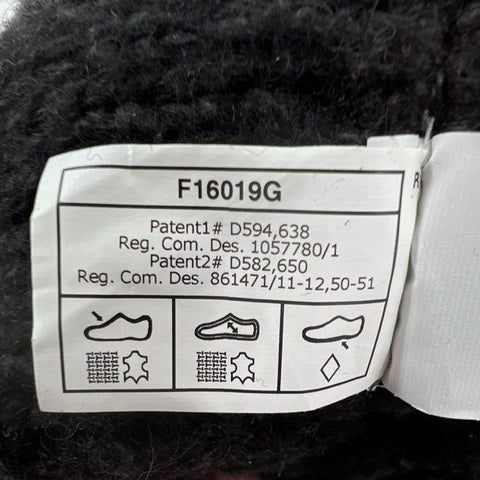 F16019G
Patent1# D594,638
Reg. Com. Des. 1057780/1
Patent2# D582,650
Reg. Com. Des. 861471/11-12,50-51